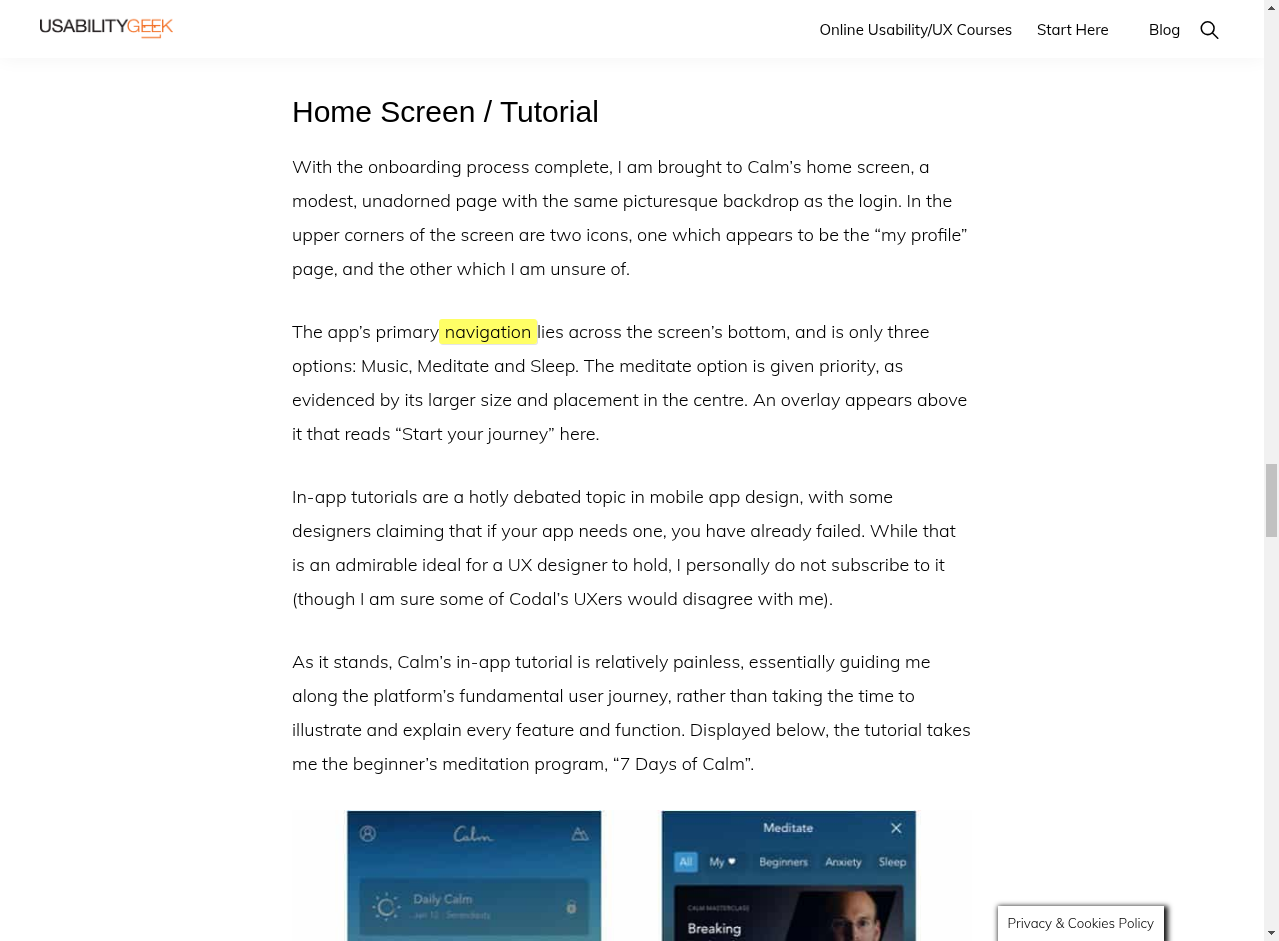 USABILITYGEEK
Online Usability/UX Courses Start Here Blog
Home Screen / Tutorial
With the onboarding process complete, I am brought to Calm’s home screen, a
modest, unadorned page with the same picturesque backdrop as the login. In the
upper corners of the screen are two icons, one which appears to be the “my profile”
page, and the other which I am unsure of.
The app’s primary navigation lies across the screen’s bottom, and is only three
options: Music, Meditate and Sleep. The meditate option is given priority, as
evidenced by its larger size and placement in the centre. An overlay appears above
it that reads “Start your journey” here.
In-app tutorials are a hotly debated topic in mobile app design, with some
designers claiming that if your app needs one, you have already failed. While that
is an admirable ideal for a UX designer to hold, I personally do not subscribe to it
(though I am sure some of Codal’s UXers would disagree with me).
As it stands, Calm’s in-app tutorial is relatively painless, essentially guiding me
along the platform’s fundamental user journey, rather than taking the time to
illustrate and explain every feature and function. Displayed below, the tutorial takes
me the beginner’s meditation program, “7 Days of Calm”.
Calm
Daily Calm
Jan 12 | Serendipity
Meditate
All My Beginners Anxiety Sleep
CALM MASTERCLASS
Breaking
Privacy & Cookies Policy